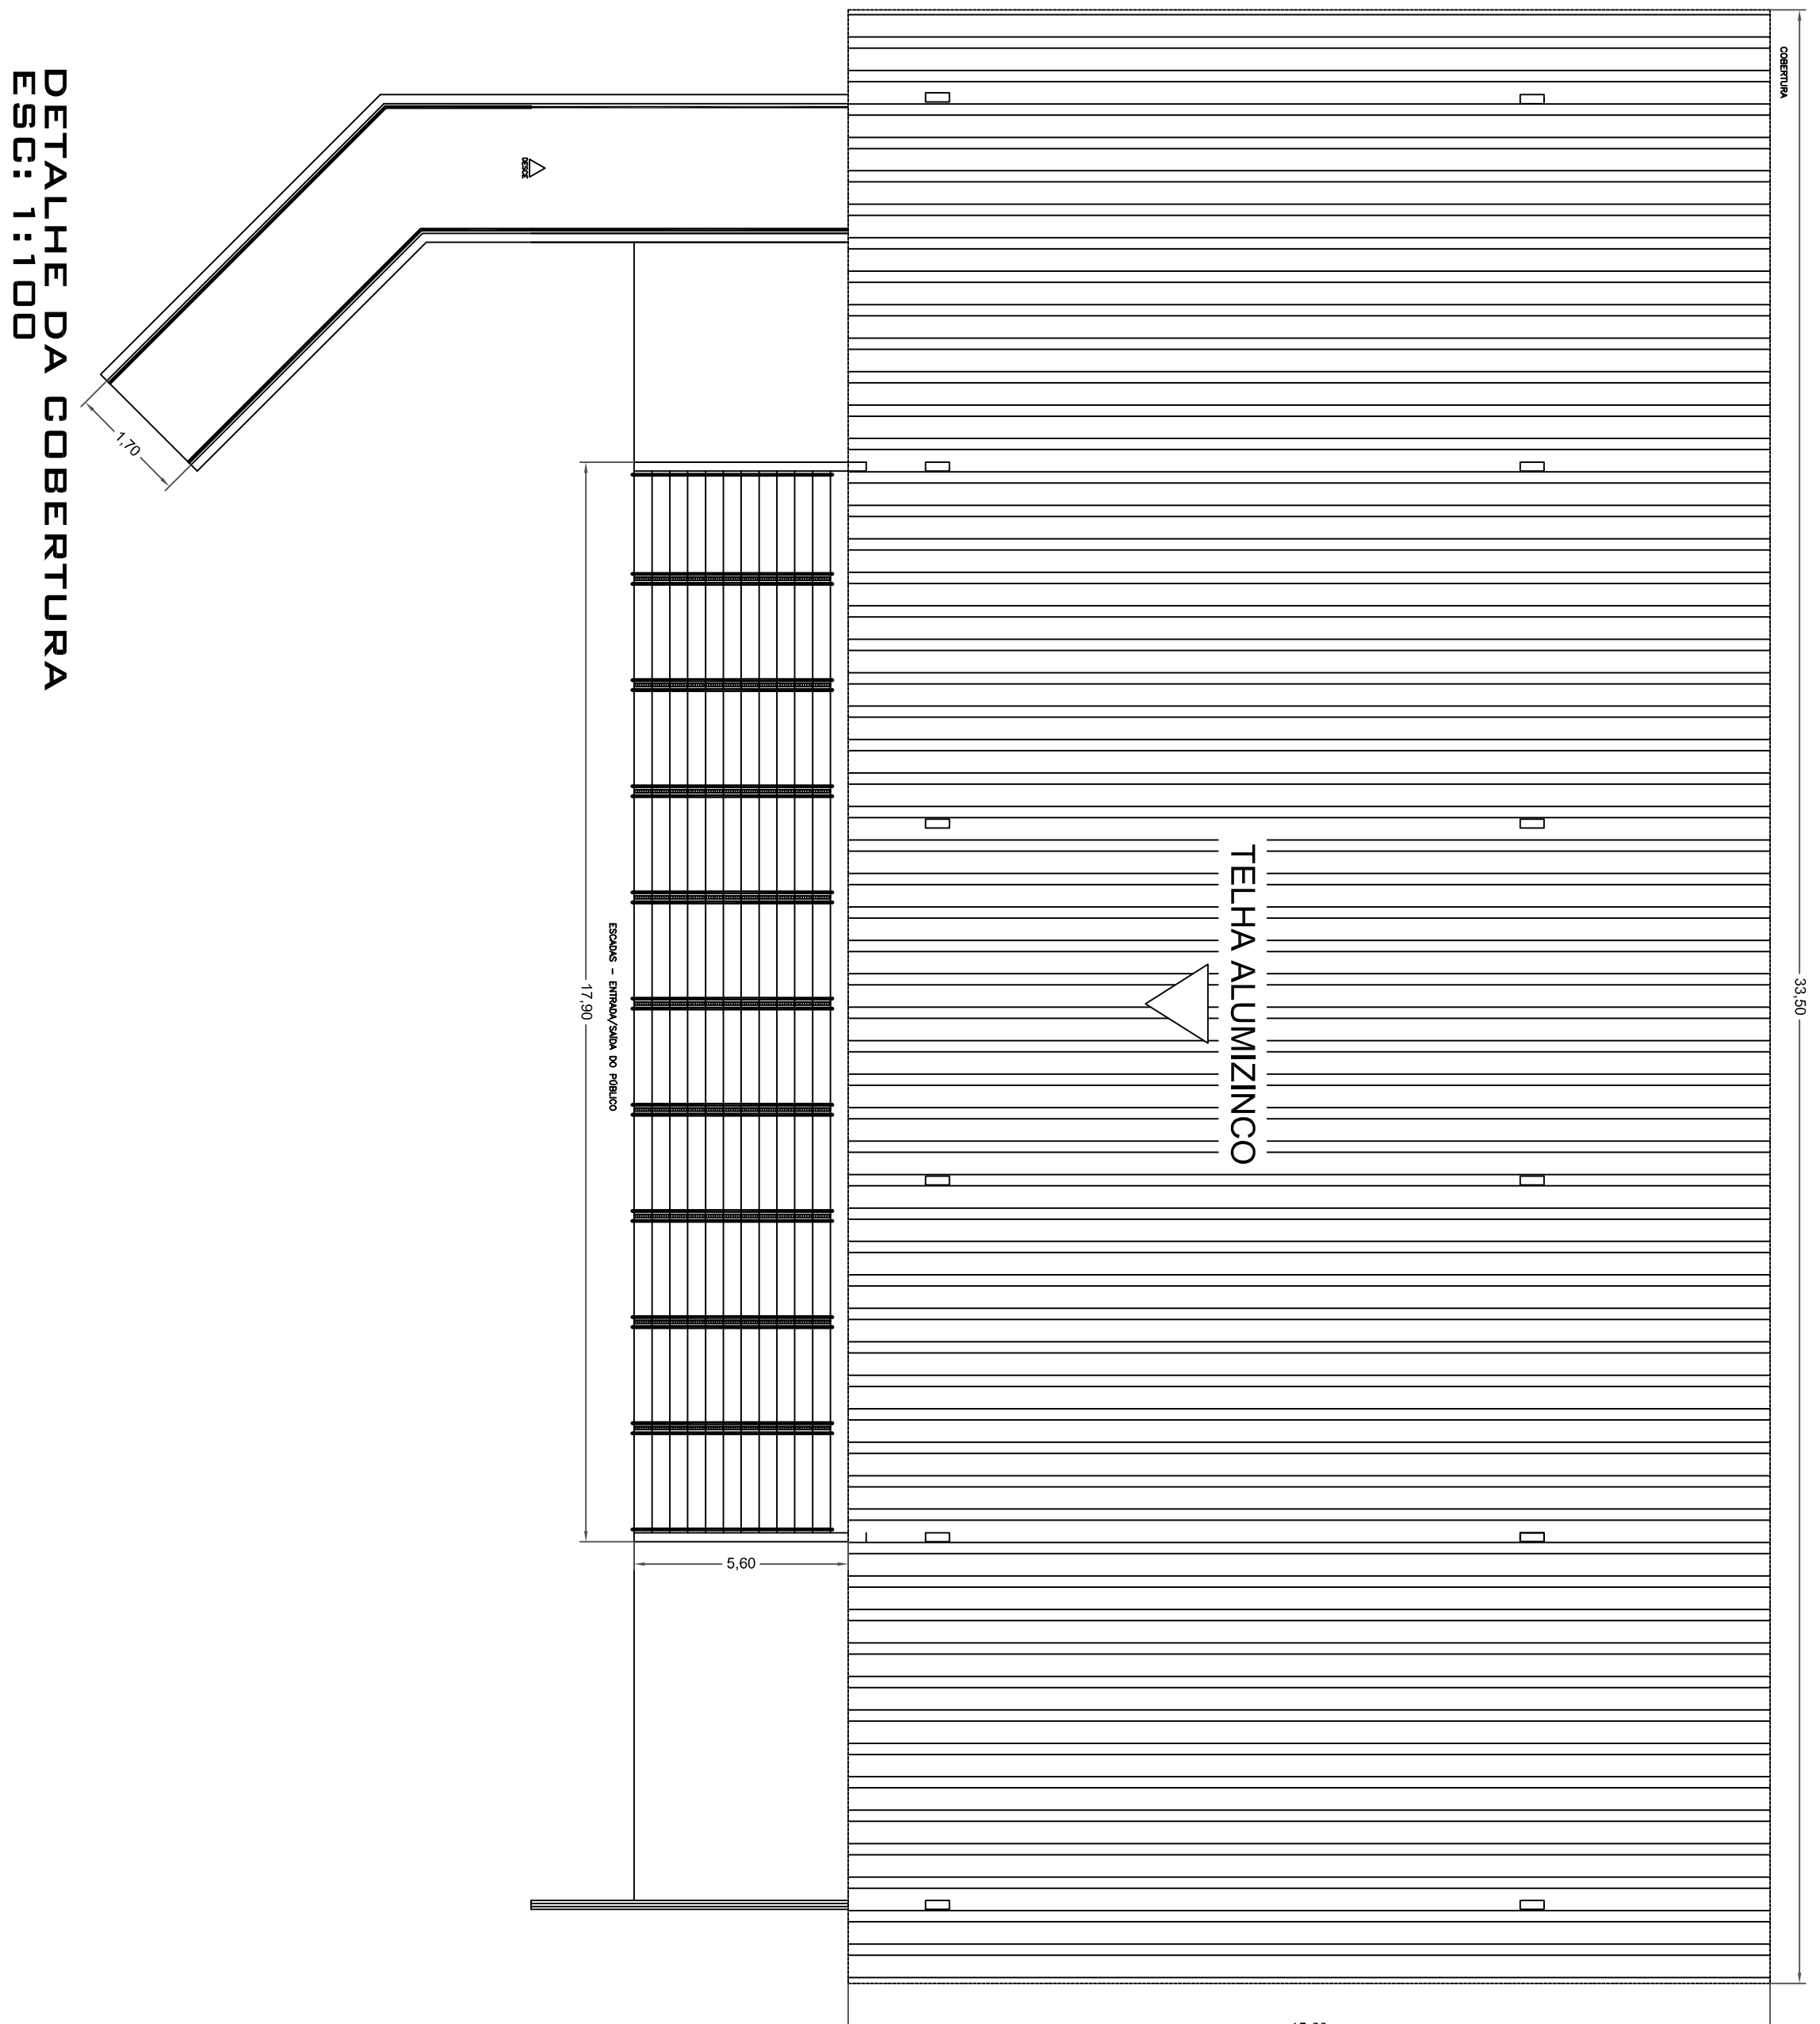 COBERTURA
33,50
TELHA ALUMIZINCO
DESCE
ESCADAS - ENTRADA/SAÍDA DO PÚBLICO
17,90
5,60
1,70
DETALHE DA COBERTURA
ESC: 1:100